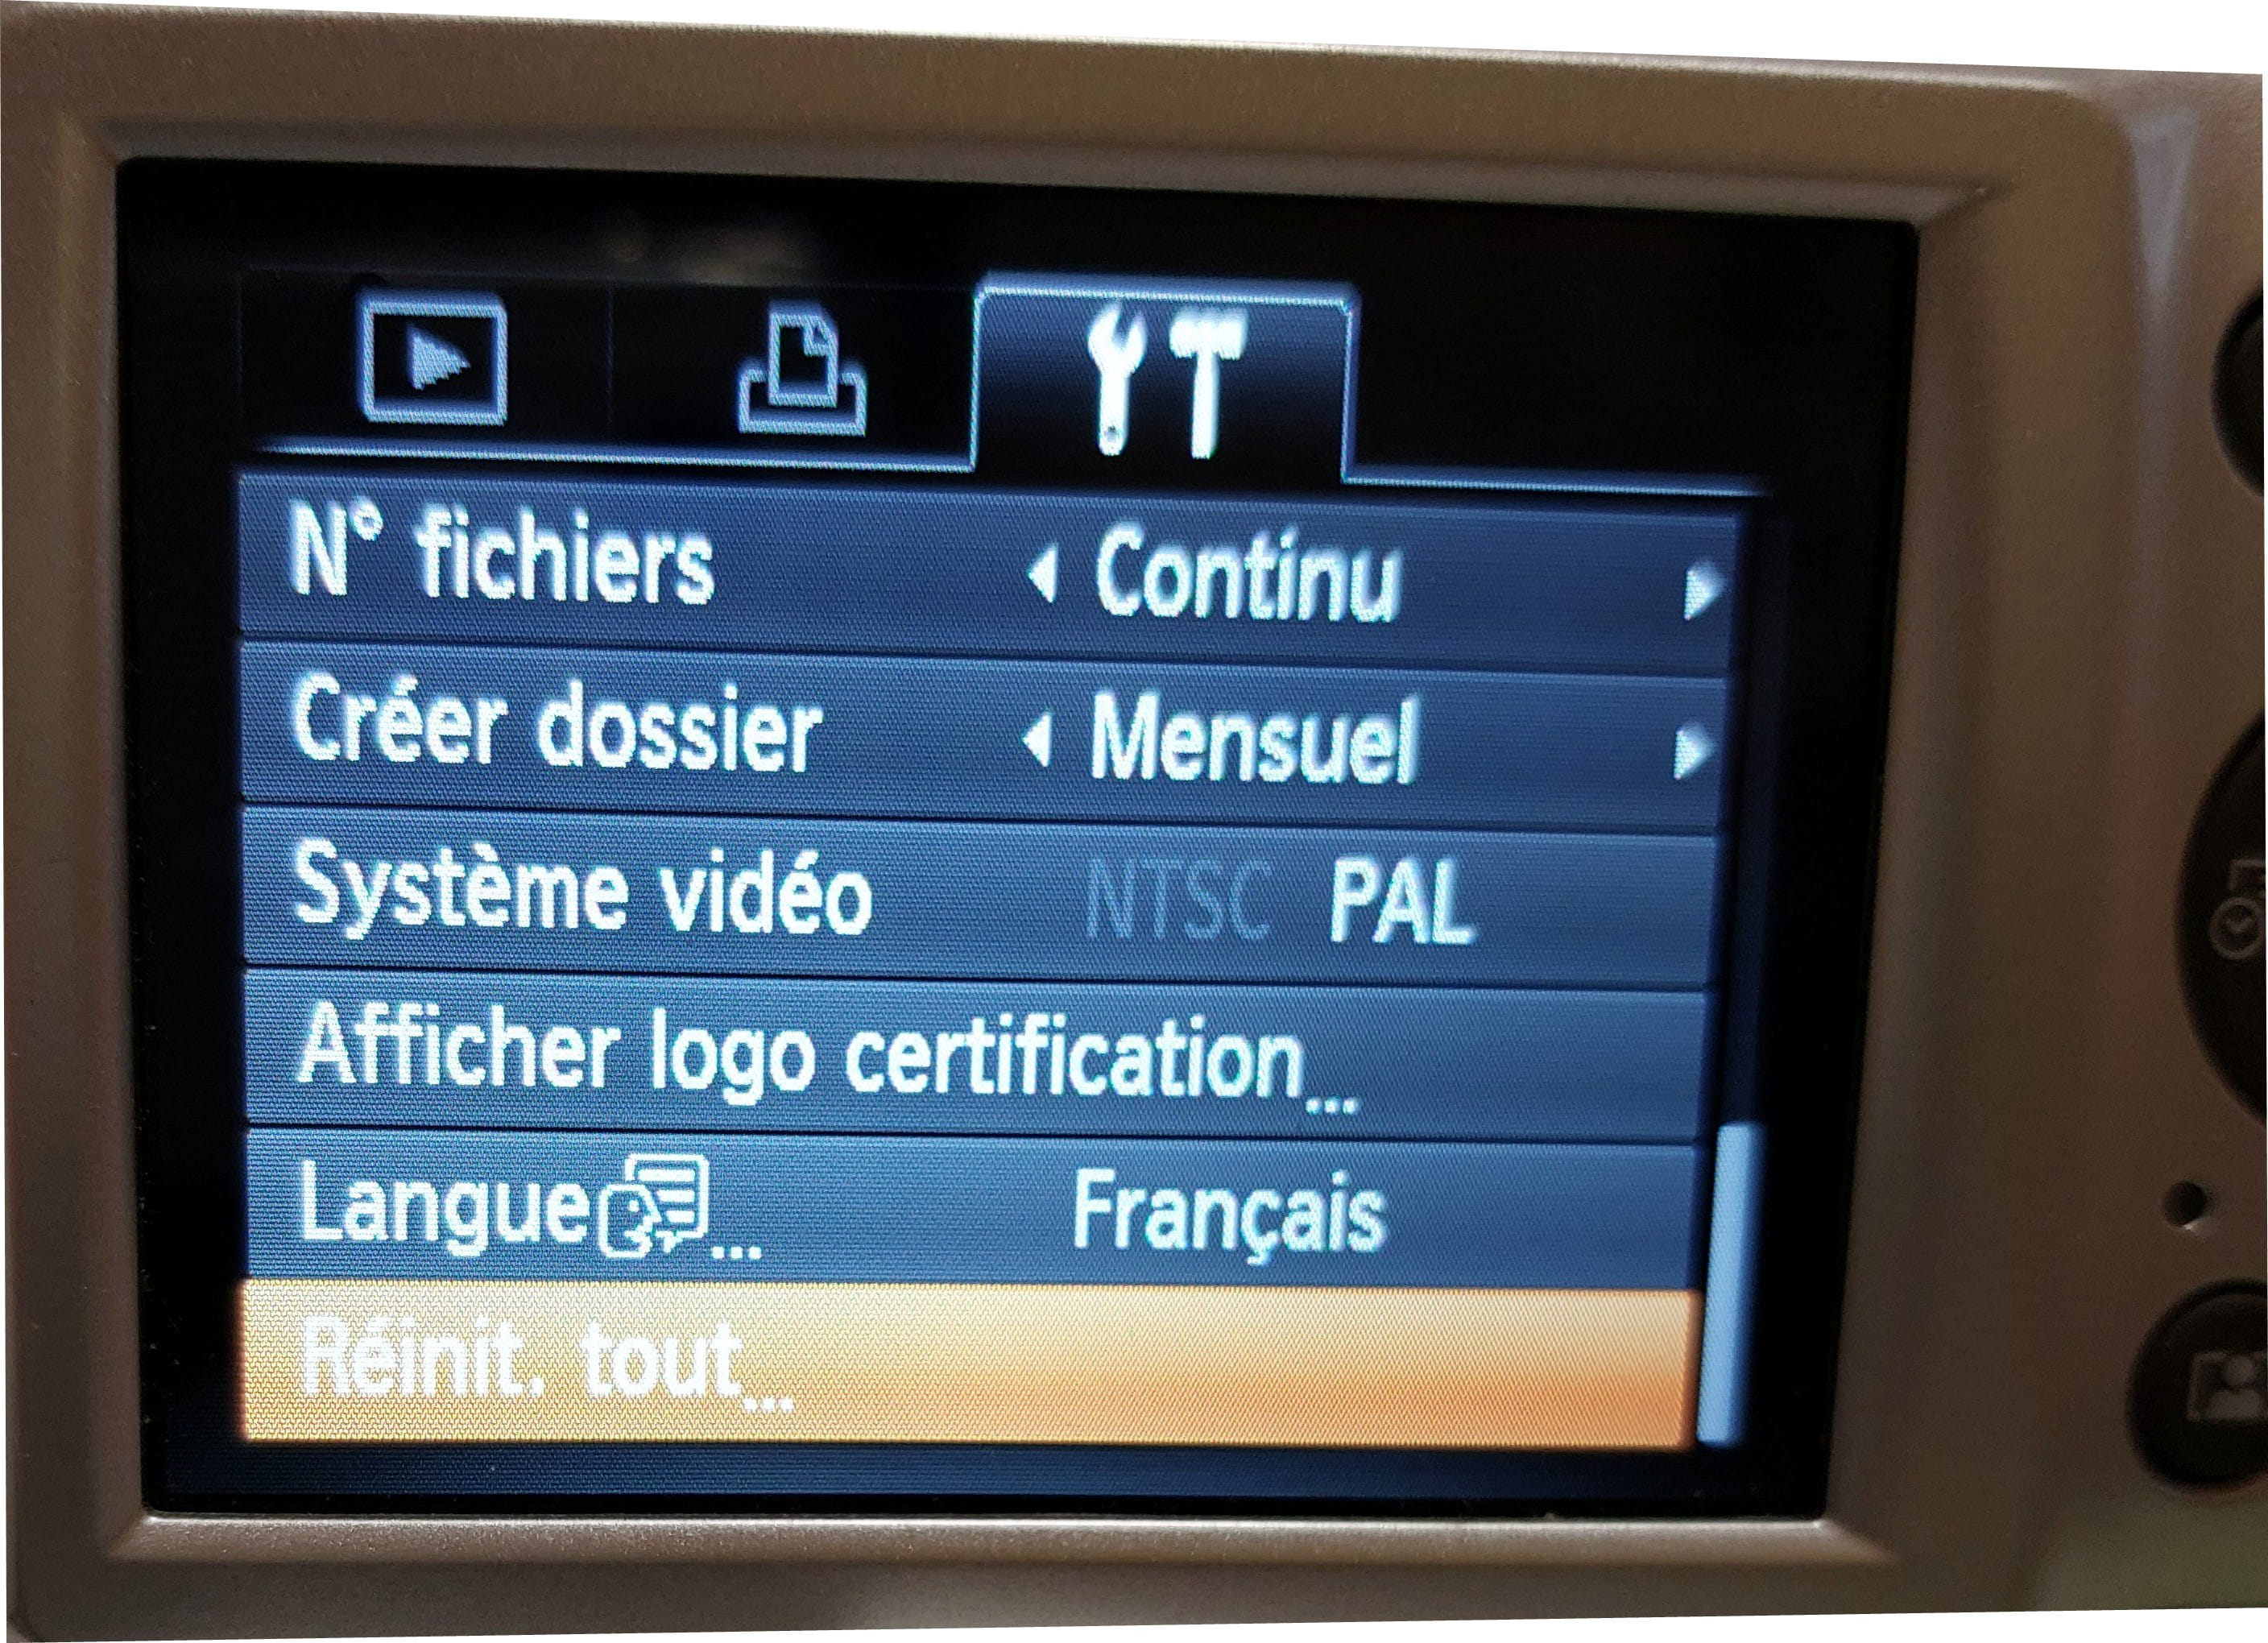 N° fichiers Continu
Créer dossier Mensuel
Système vidéo NTSC PAL
Afficher logo certification...
Langue... Français
Réinit. tout...